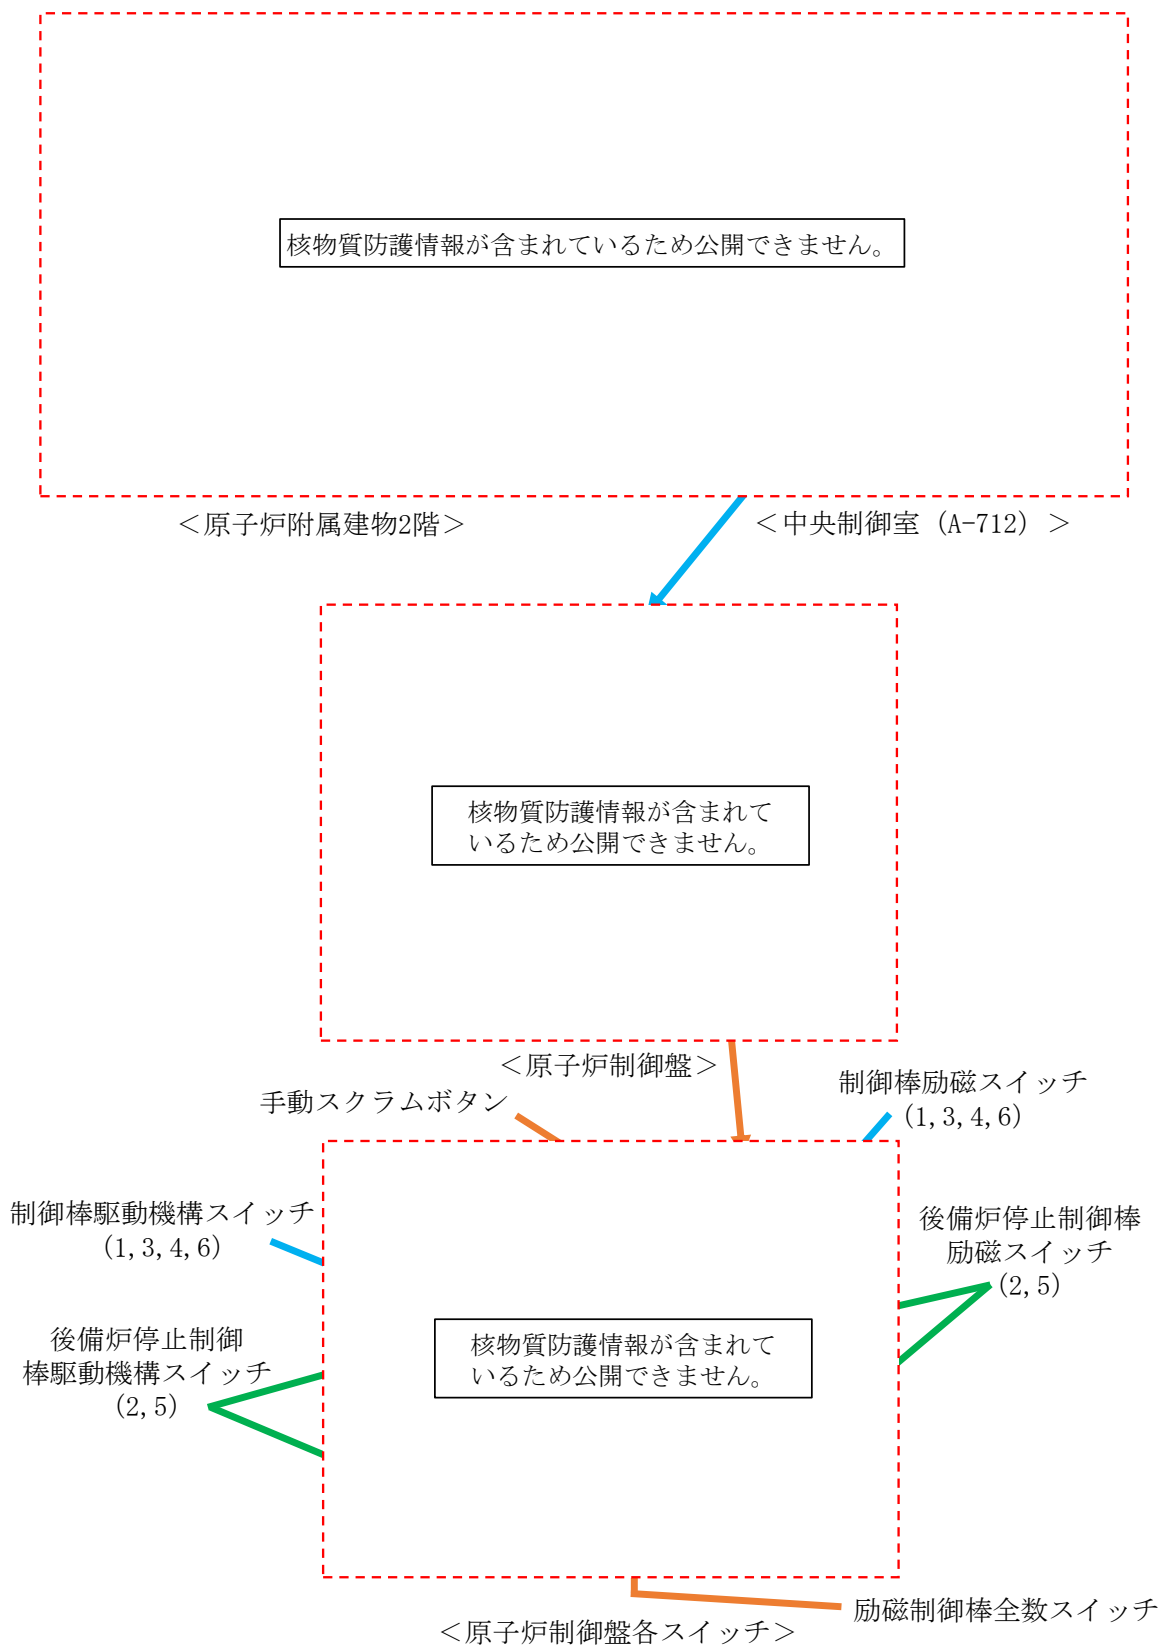 核物質防護情報が含まれているため公開できません。
＜原子炉附属建物2階＞
＜中央制御室（A-712）＞
核物質防護情報が含まれて
いるため公開できません。
＜原子炉制御盤＞
手動スクラムボタン
制御棒励磁スイッチ
(1,3,4,6)
制御棒駆動機構スイッチ
(1,3,4,6)
後備炉停止制御棒
励磁スイッチ
(2,5)
後備炉停止制御
棒駆動機構スイッチ
(2,5)
核物質防護情報が含まれて
いるため公開できません。
励磁制御棒全数スイッチ
＜原子炉制御盤各スイッチ＞